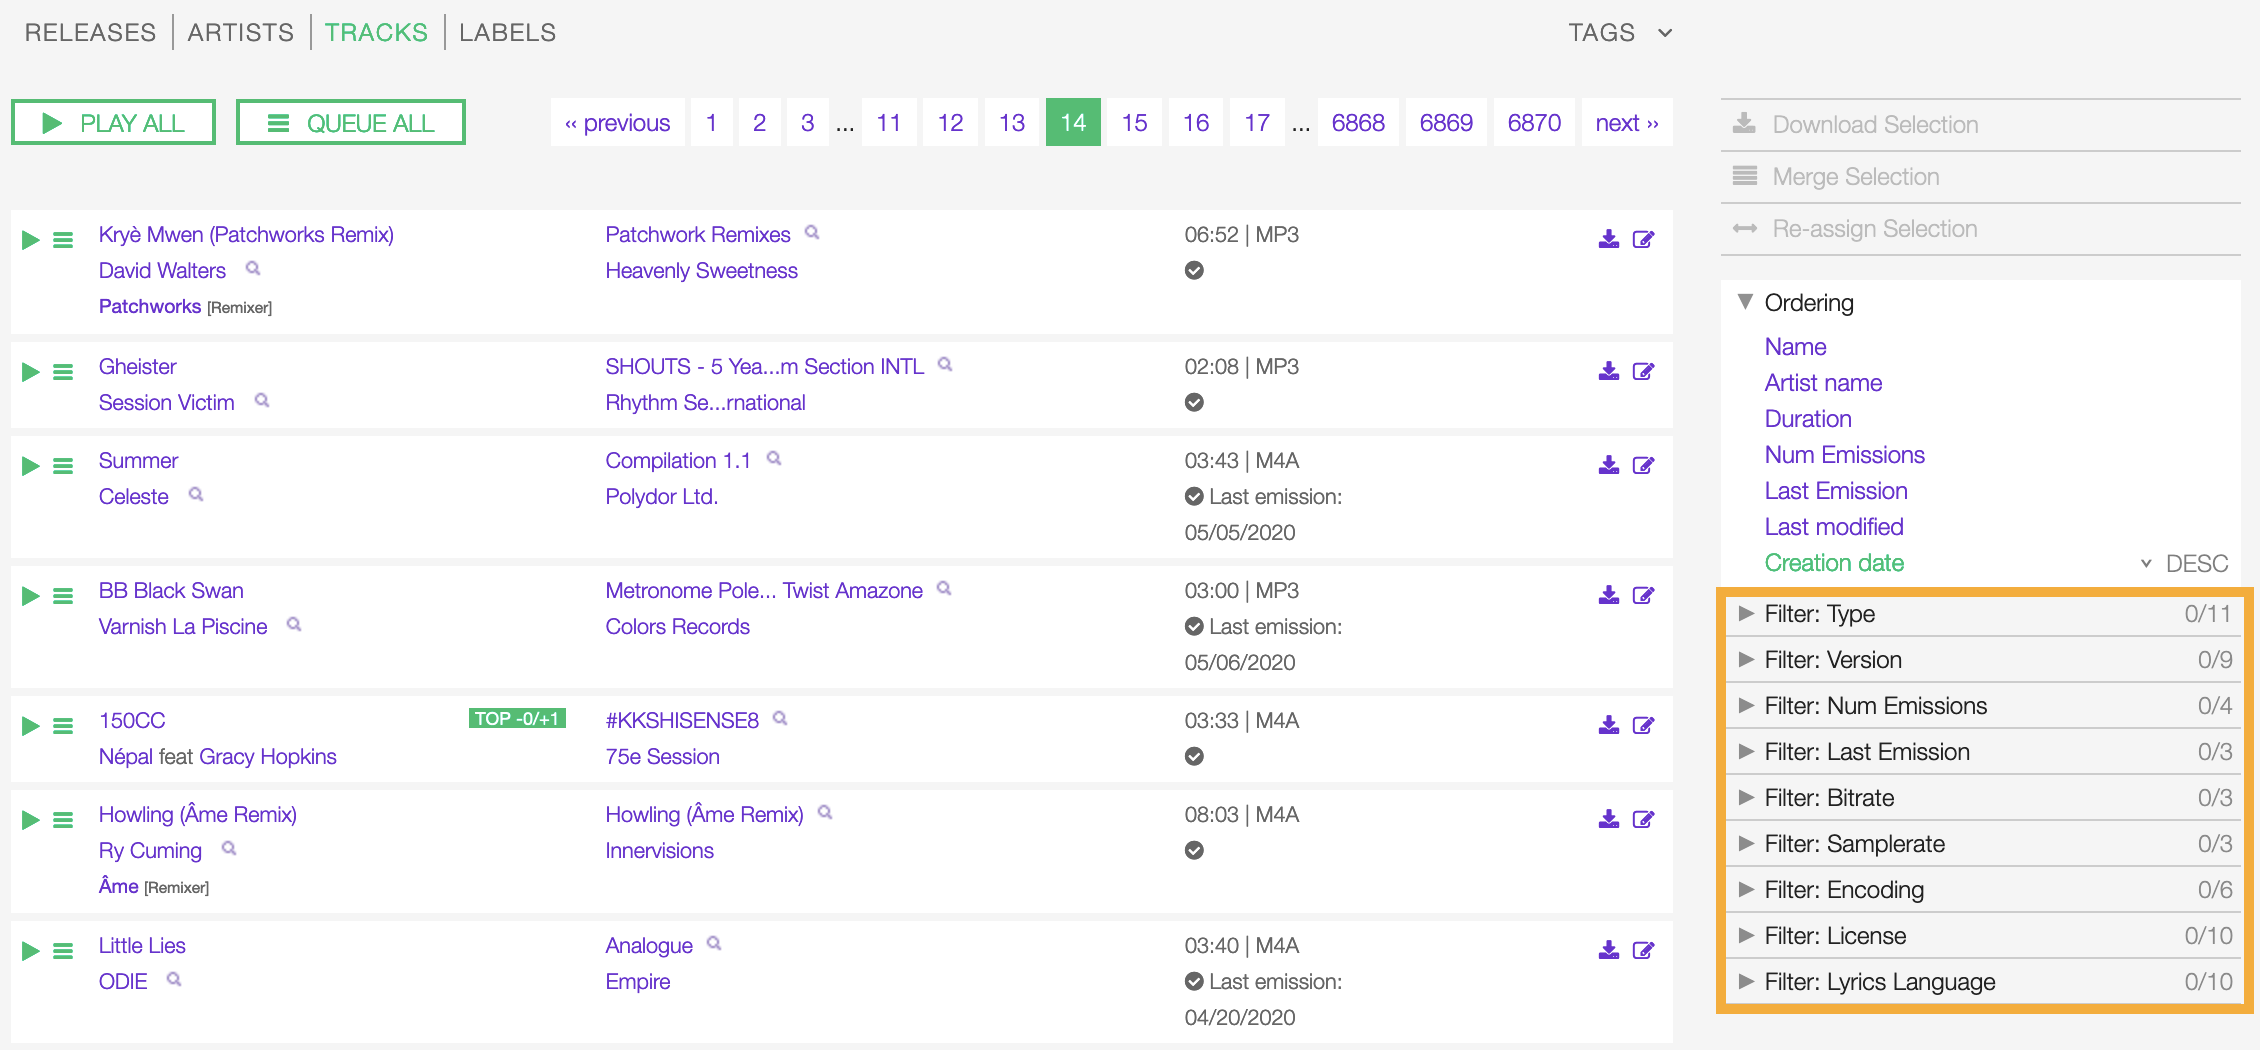 RELEASES ARTISTS TRACKS LABELS TAGS
PLAY ALL QUEUE ALL ‹‹ previous 1 2 3 ... 11 12 13 14 15 16 17 ... 6868 6869 6870 next ››
Kryè Mwen (Patchworks Remix) Patchwork Remixes 06:52 | MP3
David Walters Heavenly Sweetness
Patchworks [Remixer]
Gheister SHOUTS - 5 Yea...m Section INTL 02:08 | MP3
Session Victim Rhythm Se...rnational
Summer Compilation 1.1 03:43 | M4A
Celeste Polydor Ltd. Last emission:
05/05/2020
BB Black Swan Metronome Pole... Twist Amazone 03:00 | MP3
Varnish La Piscine Colors Records Last emission:
05/06/2020
150CC TOP -0/+1 #KKSHISENSE8 03:33 | M4A
Népal feat Gracy Hopkins 75e Session
Howling (Âme Remix) Howling (Âme Remix) 08:03 | M4A
Ry Cuming Innervisions
Âme [Remixer]
Little Lies Analogue 03:40 | M4A
ODIE Empire Last emission:
04/20/2020
Download Selection
Merge Selection
Re-assign Selection
Ordering
Name
Artist name
Duration
Num Emissions
Last Emission
Last modified
Creation date DESC
Filter: Type 0/11
Filter: Version 0/9
Filter: Num Emissions 0/4
Filter: Last Emission 0/3
Filter: Bitrate 0/3
Filter: Samplerate 0/3
Filter: Encoding 0/6
Filter: License 0/10
Filter: Lyrics Language 0/10